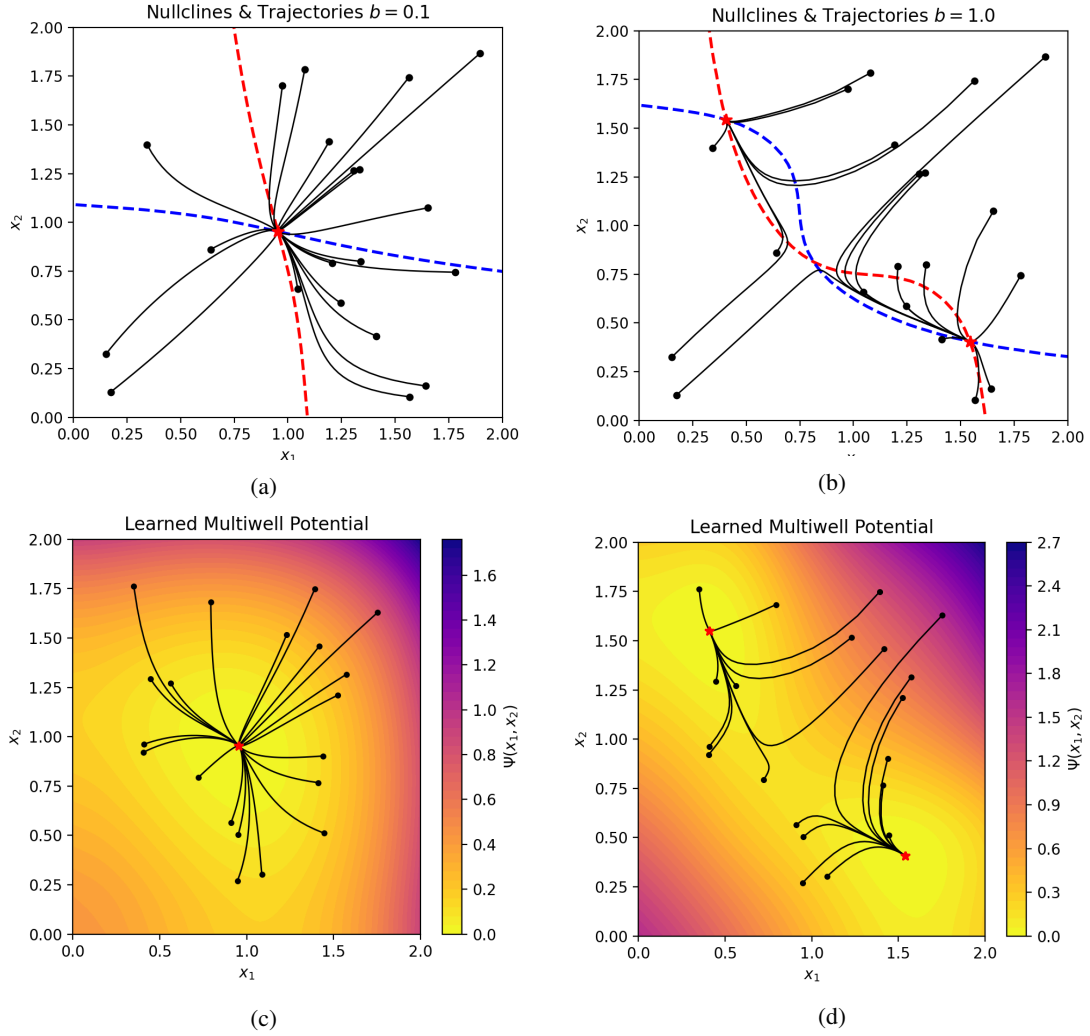 Nullclines & Trajectories b = 0.1
2.00
1.75
1.50
1.25
1.00
0.75
0.50
0.25
0.00
x₂
0.00 0.25 0.50 0.75 1.00 1.25 1.50 1.75 2.00
x₁
(a)
Nullclines & Trajectories b = 1.0
2.00
1.75
1.50
1.25
1.00
0.75
0.50
0.25
0.00
x₂
0.00 0.25 0.50 0.75 1.00 1.25 1.50 1.75 2.00
(b)
Learned Multiwell Potential
2.00
1.75
1.50
1.25
1.00
0.75
0.50
0.25
0.00
x₂
0.0 0.5 1.0 1.5 2.0
x₁
1.6
1.4
1.2
1.0
0.8
0.6
0.4
0.2
0.0
Ψ(x₁, x₂)
(c)
Learned Multiwell Potential
2.00
1.75
1.50
1.25
1.00
0.75
0.50
0.25
0.00
x₂
0.0 0.5 1.0 1.5 2.0
2.7
2.4
2.1
1.8
1.5
1.2
0.9
0.6
0.3
0.0
Ψ(x₁, x₂)
(d)